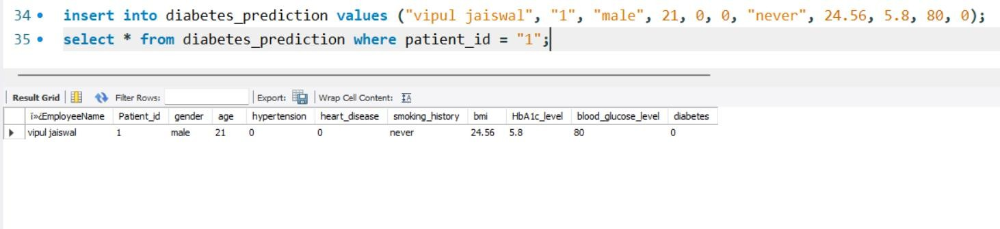 34 insert into diabetes_prediction values ("vipul jaiswal", "1", "male", 21, 0, 0, "never", 24.56, 5.8, 80, 0);
35 select * from diabetes_prediction where patient_id = "1";
Result Grid Filter Rows: Export: Wrap Cell Content: IA
ï»¿EmployeeName Patient_id gender age hypertension heart_disease smoking_history bmi HbA1c_level blood_glucose_level diabetes
vipul jaiswal 1 male 21 0 0 never 24.56 5.8 80 0